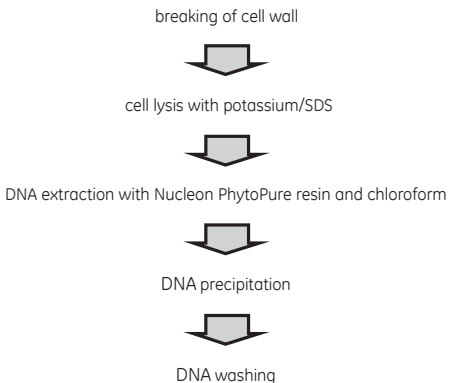 breaking of cell wall
cell lysis with potassium/SDS
DNA extraction with Nucleon PhytoPure resin and chloroform
DNA precipitation
DNA washing